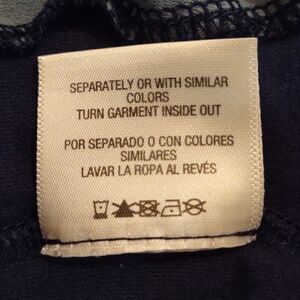 SEPARATELY OR WITH SIMILAR
COLORS
TURN GARMENT INSIDE OUT
POR SEPARADO O CON COLORES
SIMILARES
LAVAR LA ROPA AL REVÉS